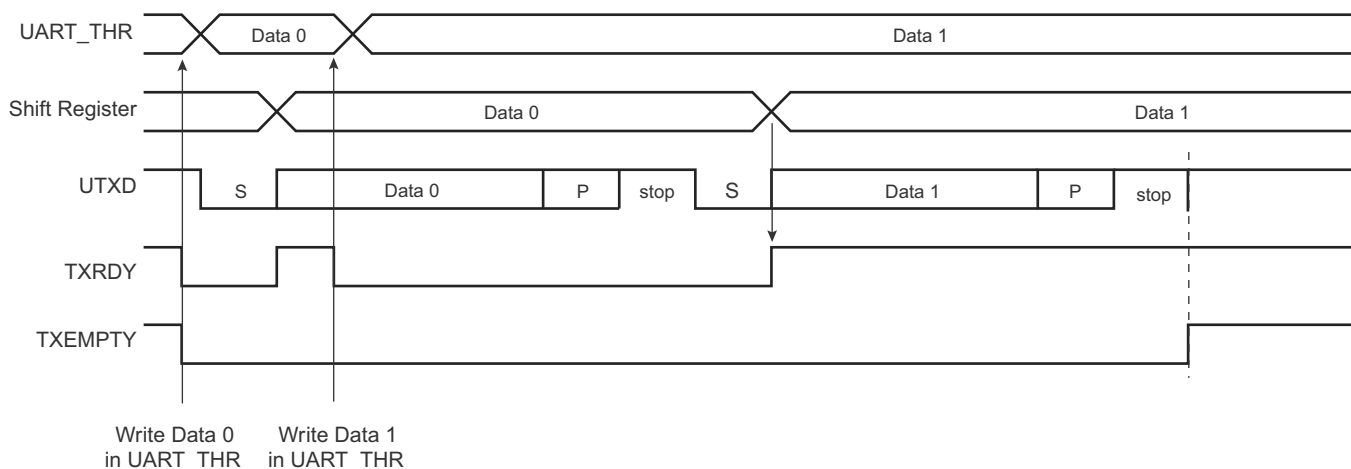 UART_THR
Data 0
Data 1
Shift Register
Data 0
Data 1
UTXD
S
Data 0
P
stop
S
Data 1
P
stop
TXRDY
TXEMPTY
Write Data 0
in UART_THR
Write Data 1
in UART_THR